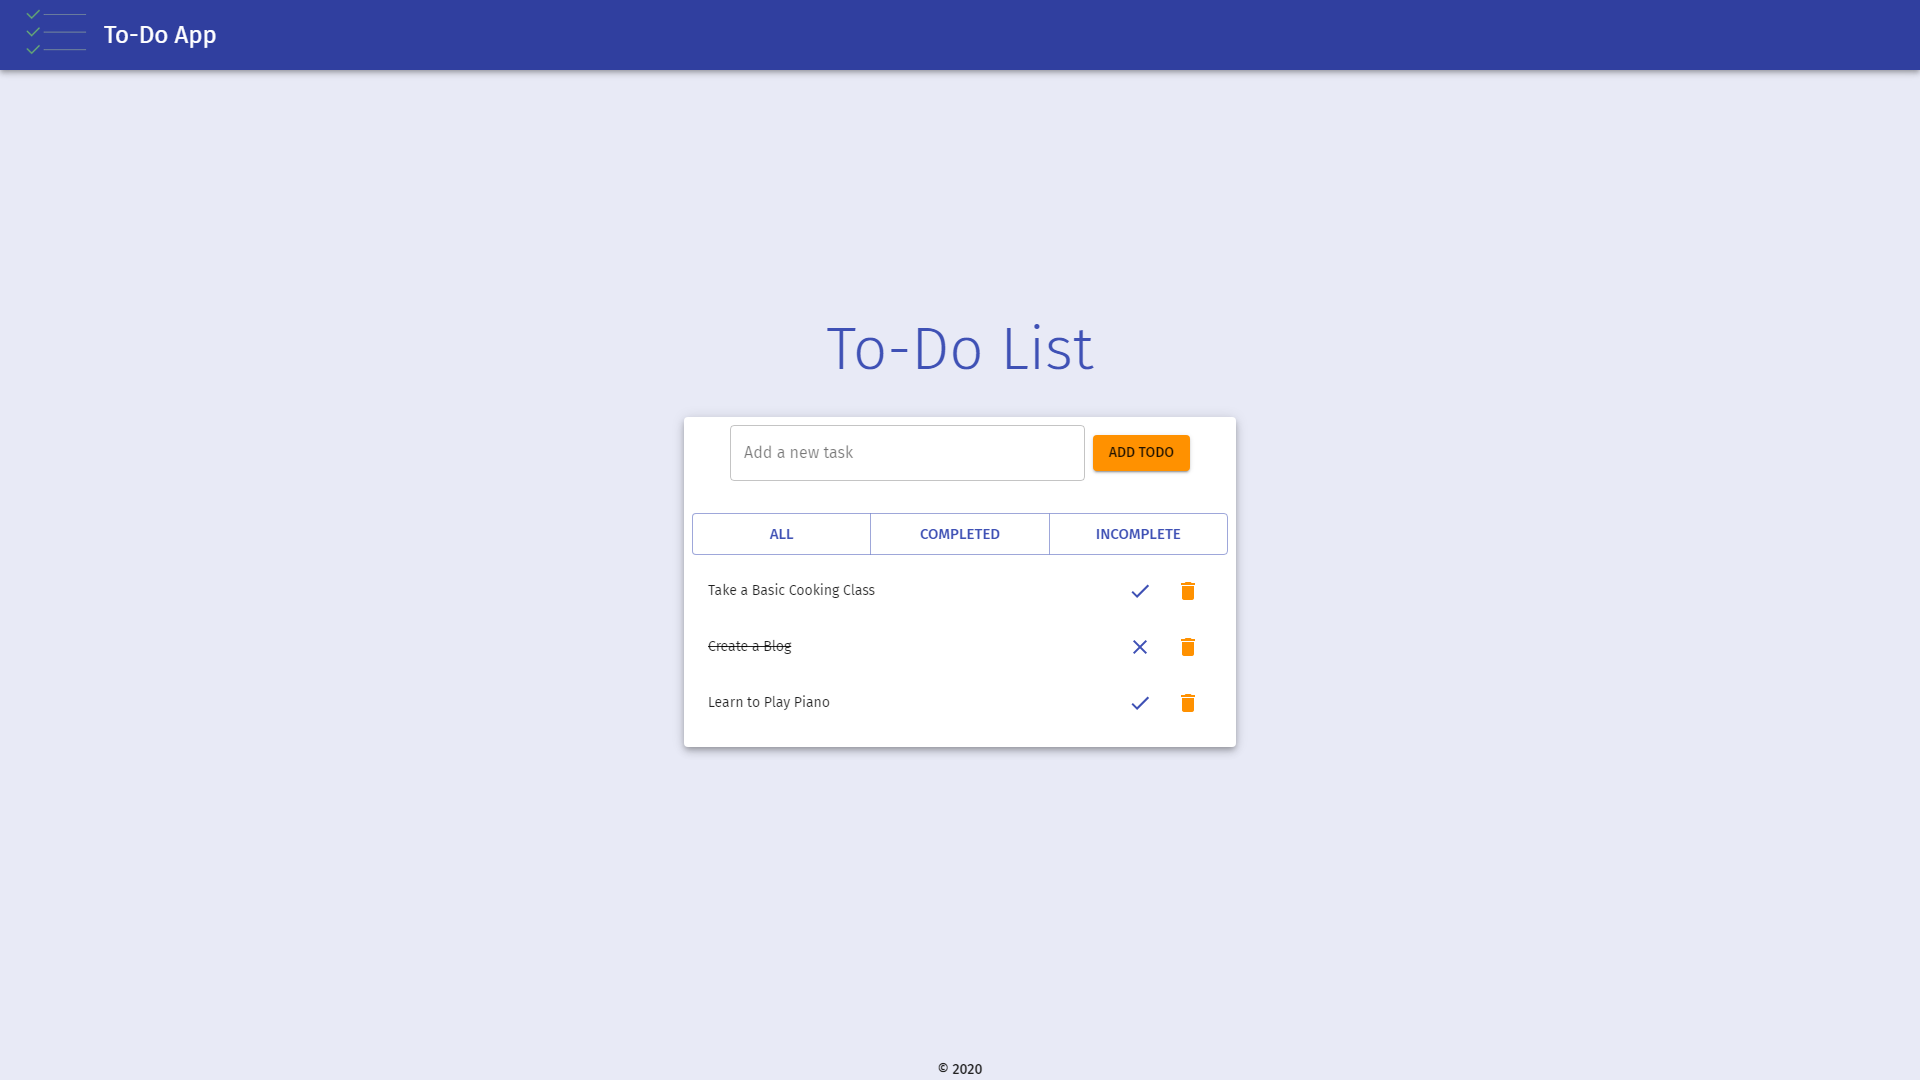 To-Do App
To-Do List
Add a new task
ADD TODO
ALL
COMPLETED
INCOMPLETE
Take a Basic Cooking Class
Create a Blog
Learn to Play Piano
© 2020